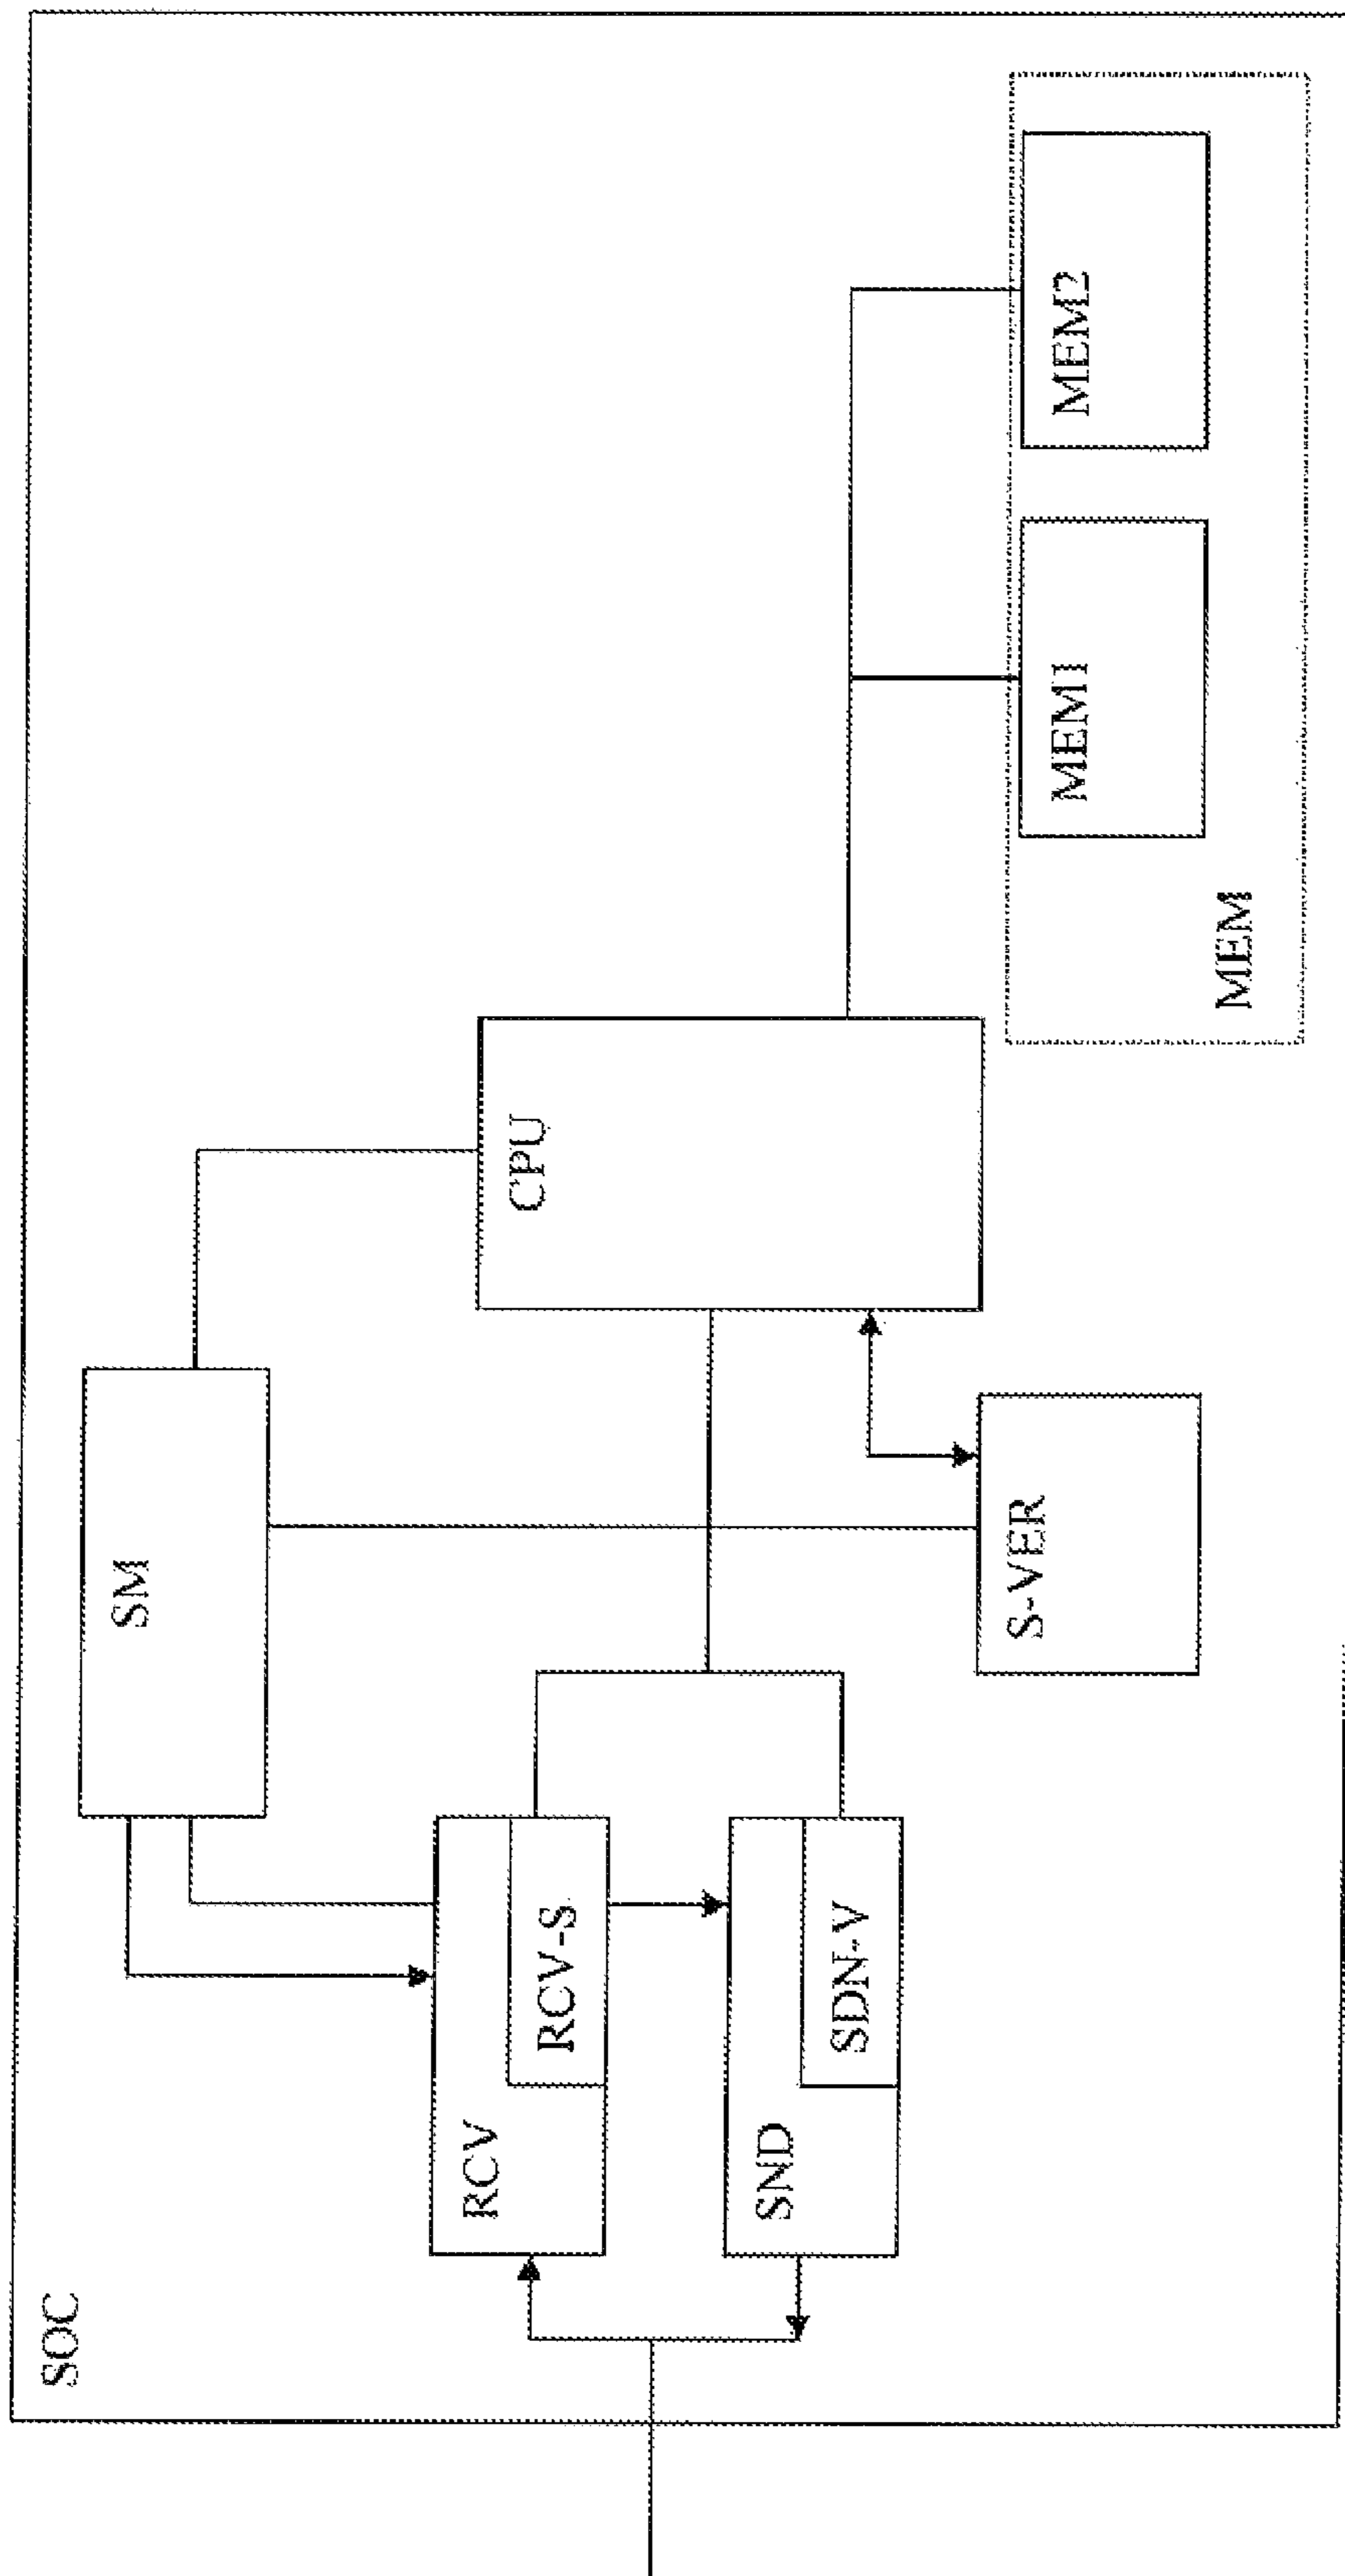 SOC
SM
RCV
RCV-S
CPU
SND
SDN-V
S-VER
MEM1
MEM2
MEM